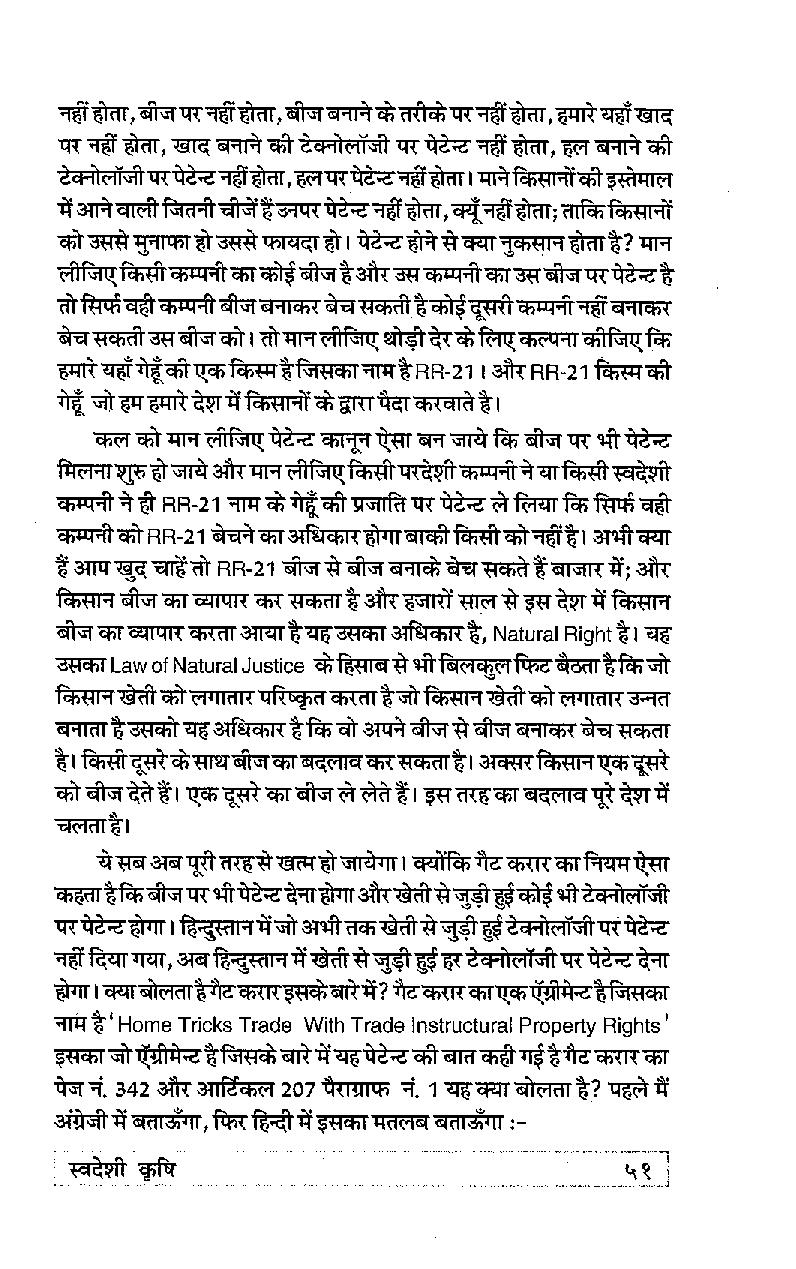 नहीं होता, बीज पर नहीं होता, बीज बनाने के तरीके पर नहीं होता, हमारे यहाँ खाद
पर नहीं होता, खाद बनाने की टेक्नोलॉजी पर पेटेन्ट नहीं होता, हल बनाने की
टेक्नोलॉजी पर पेटेन्ट नहीं होता, हल पर पेटेन्ट नहीं होता। माने किसानों की इस्तेमाल
में आने वाली जितनी चीजें हैं उनपर पेटेन्ट नहीं होता, क्यूँ नहीं होता; ताकि किसानों
को उससे मुनाफा हो उससे फायदा हो। पेटेन्ट होने से क्या नुकसान होता है? मान
लीजिए किसी कम्पनी का कोई बीज है और उस कम्पनी का उस बीज पर पेटेन्ट है
तो सिर्फ वही कम्पनी बीज बनाकर बेच सकती है कोई दूसरी कम्पनी नहीं बनाकर
बेच सकती उस बीज को। तो मान लीजिए थोड़ी देर के लिए कल्पना कीजिए कि
हमारे यहाँ गेहूँ की एक किस्म है जिसका नाम है RR-21 । और RR-21 किस्म की
गेहूँ जो हम हमारे देश में किसानों के द्वारा पैदा करवाते है।
कल को मान लीजिए पेटेन्ट कानून ऐसा बन जाये कि बीज पर भी पेटेन्ट
मिलना शुरु हो जाये और मान लीजिए किसी परदेशी कम्पनी ने या किसी स्वदेशी
कम्पनी ने ही RR-21 नाम के गेहूँ की प्रजाति पर पेटेन्ट ले लिया कि सिर्फ वही
कम्पनी को RR-21 बेचने का अधिकार होगा बाकी किसी को नहीं है। अभी क्या
हैं आप खुद चाहें तो RR-21 बीज से बीज बनाके बेच सकते हैं बाजार में; और
किसान बीज का व्यापार कर सकता है और हजारों साल से इस देश में किसान
बीज का व्यापार करता आया है यह उसका अधिकार है, Natural Right है। यह
उसका Law of Natural Justice के हिसाब से भी बिलकुल फिट बैठता है कि जो
किसान खेती को लगातार परिष्कृत करता है जो किसान खेती को लगातार उन्नत
बनाता है उसको यह अधिकार है कि वो अपने बीज से बीज बनाकर बेच सकता
है। किसी दूसरे के साथ बीज का बदलाव कर सकता है। अक्सर किसान एक दूसरे
को बीज देते हैं। एक दूसरे का बीज ले लेते हैं। इस तरह का बदलाव पूरे देश में
चलता है।
ये सब अब पूरी तरह से खत्म हो जायेगा। क्योंकि गैट करार का नियम ऐसा
कहता है कि बीज पर भी पेटेन्ट देना होगा और खेती से जुड़ी हुई कोई भी टेक्नोलॉजी
पर पेटेन्ट होगा। हिन्दुस्तान में जो अभी तक खेती से जुड़ी हुई टेक्नोलॉजी पर पेटेन्ट
नहीं दिया गया, अब हिन्दुस्तान में खेती से जुड़ी हुई हर टेक्नोलॉजी पर पेटेन्ट देना
होगा। क्या बोलता है गैट करार इसके बारे में? गैट करार का एक ऍग्रीमेन्ट है जिसका
नाम है ' Home Tricks Trade With Trade Instructural Property Rights '
इसका जो ऍग्रीमेन्ट है जिसके बारे में यह पेटेन्ट की बात कही गई है गैट करार का
पेज नं. 342 और आर्टिकल 207 पैराग्राफ नं. 1 यह क्या बोलता है? पहले मैं
अंग्रेजी में बताऊँगा, फिर हिन्दी में इसका मतलब बताऊँगा :-
स्वदेशी कृषि ५१